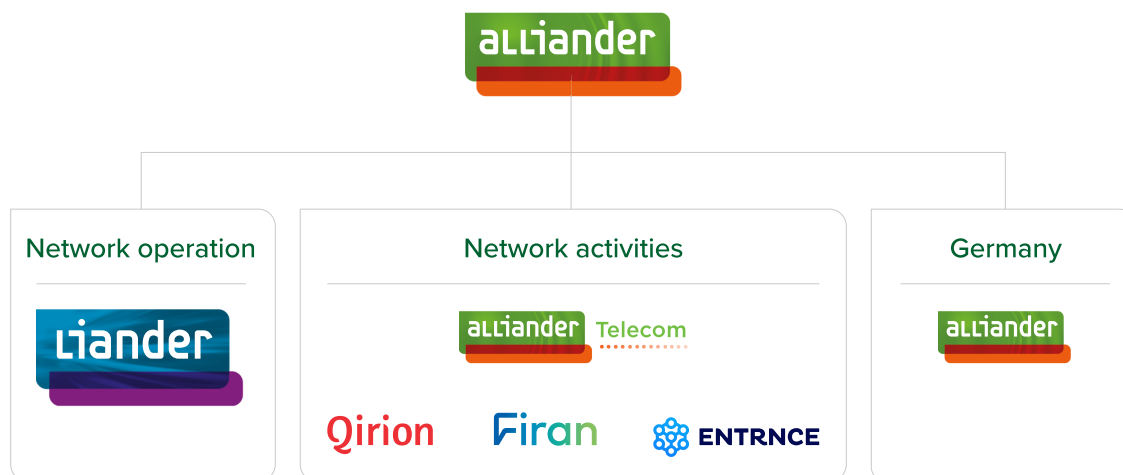 alliander
Network operation
Network activities
Germany
Liander
alliander Telecom
alliander
Qirion
Firan
ENTRNCE